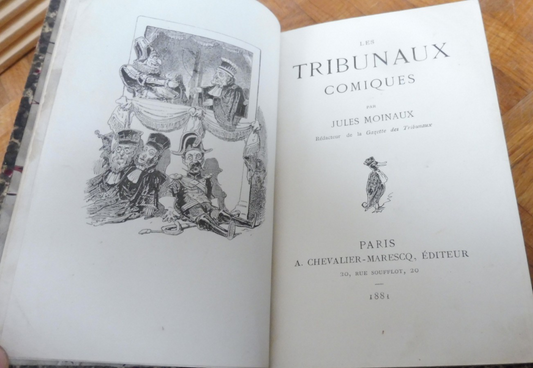 LES
TRIBUNAUX
COMIQUES
PAR
JULES MOINAUX
Rédacteur de la Gazette des Tribunaux
PARIS
A. CHEVALIER-MARESCQ, ÉDITEUR
20, RUE SOUFFLOT, 20
1881